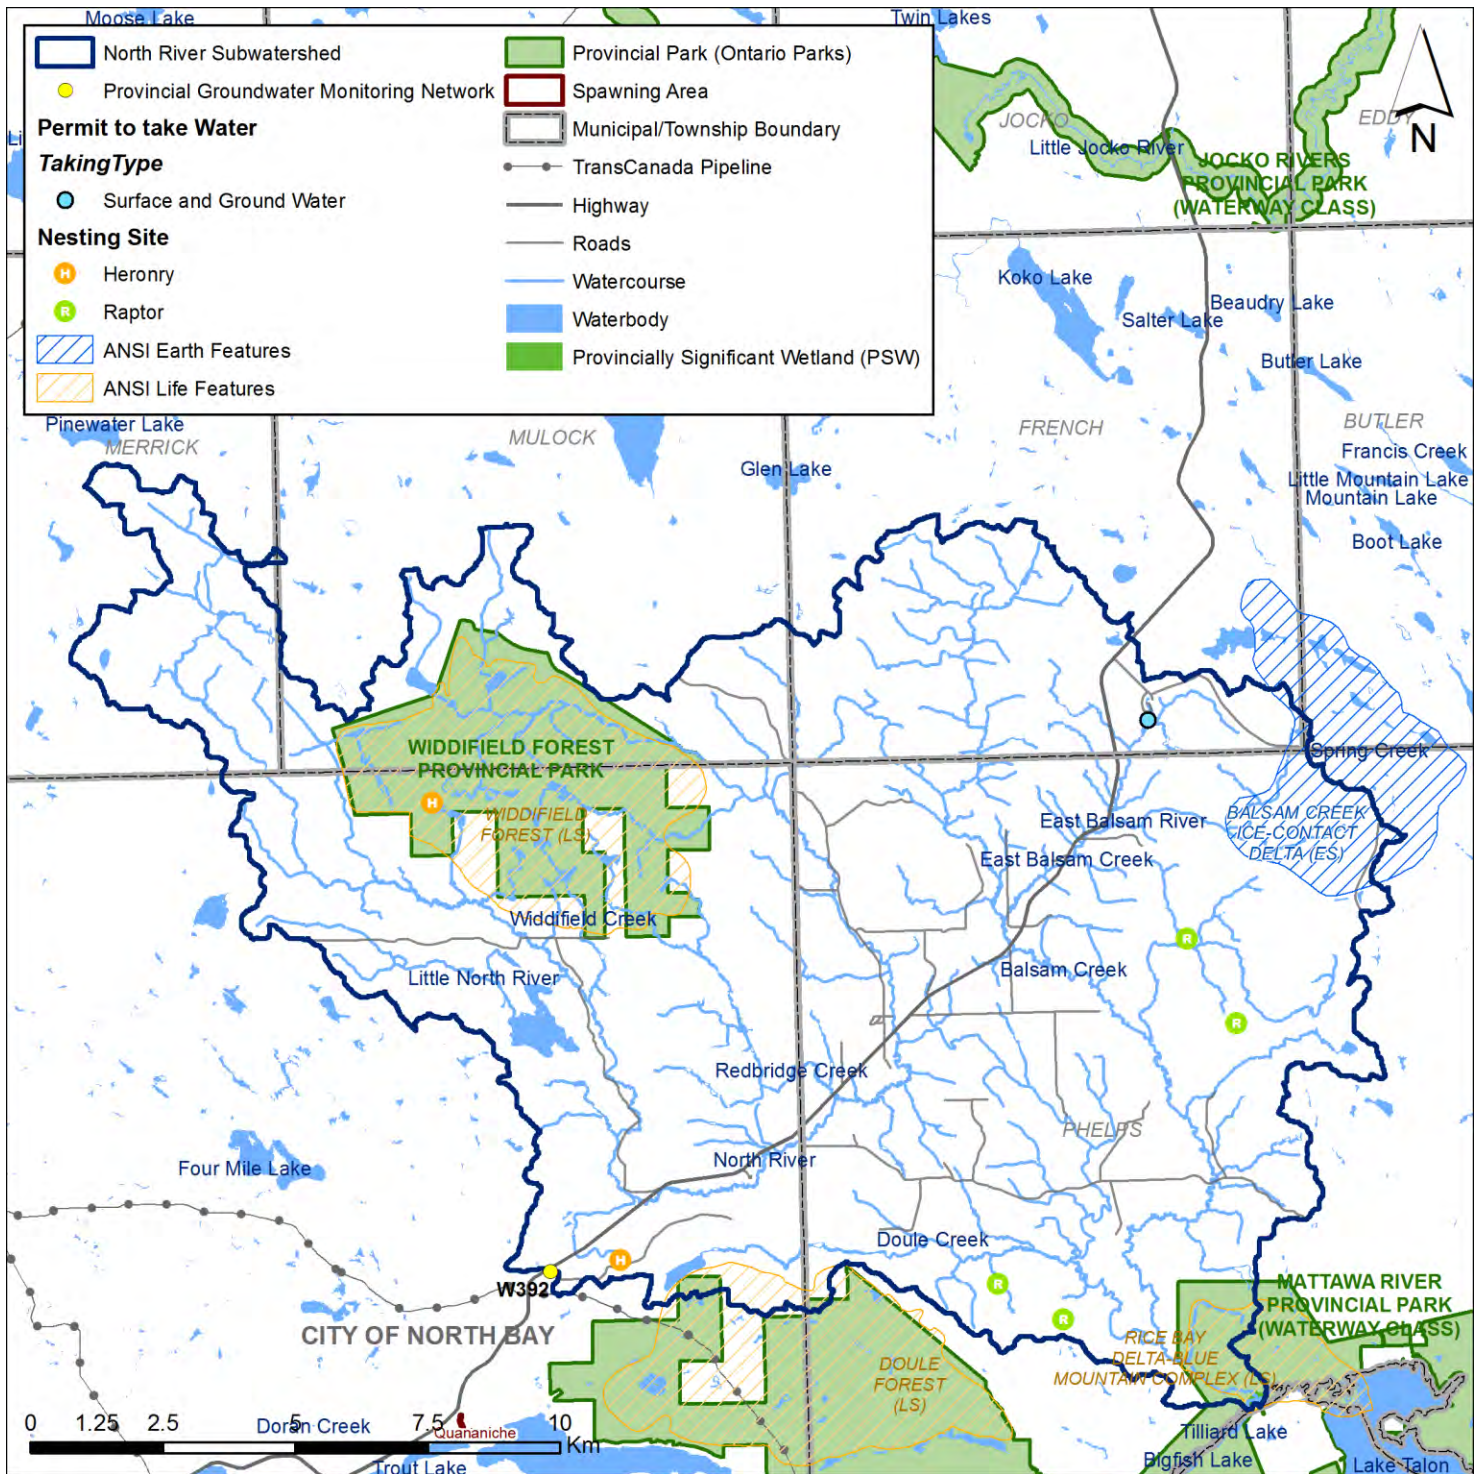 Moose Lake
Twin Lakes
North River Subwatershed
Provincial Groundwater Monitoring Network
Permit to take Water
TakingType
Surface and Ground Water
Nesting Site
H Heronry
R Raptor
ANSI Earth Features
ANSI Life Features
Provincial Park (Ontario Parks)
Spawning Area
Municipal/Township Boundary
TransCanada Pipeline
Highway
Roads
Watercourse
Waterbody
Provincially Significant Wetland (PSW)
Li
N
JOCKO
EDDY
Little Jocko River
JOCKO RIVERS
PROVINCIAL PARK
(WATERWAY CLASS)
Koko Lake
Beaudry Lake
Salter Lake
Butler Lake
Pinewater Lake
MERRICK
MULOCK
FRENCH
BUTLER
Francis Creek
Glen Lake
Little Mountain Lake
Mountain Lake
Boot Lake
WIDDIFIELD FOREST
PROVINCIAL PARK
Spring Creek
H
WIDDIFIELD
FOREST (LS)
East Balsam River
BALSAM CREEK
ICE-CONTACT
DELTA (ES)
East Balsam Creek
Widdifield Creek
R
Little North River
Balsam Creek
R
Redbridge Creek
PHELPS
Four Mile Lake
North River
Doule Creek
H
W392
R
R
CITY OF NORTH BAY
MATTAWA RIVER
PROVINCIAL PARK
(WATERWAY CLASS)
RICE BAY
DELTA-BLUE
MOUNTAIN COMPLEX (LS)
DOULE
FOREST
(LS)
0 1.25 2.5 5 7.5 10
Km
Doran Creek
Quananiche
Trout Lake
Tilliard Lake
Bigfish Lake
Lake Talon